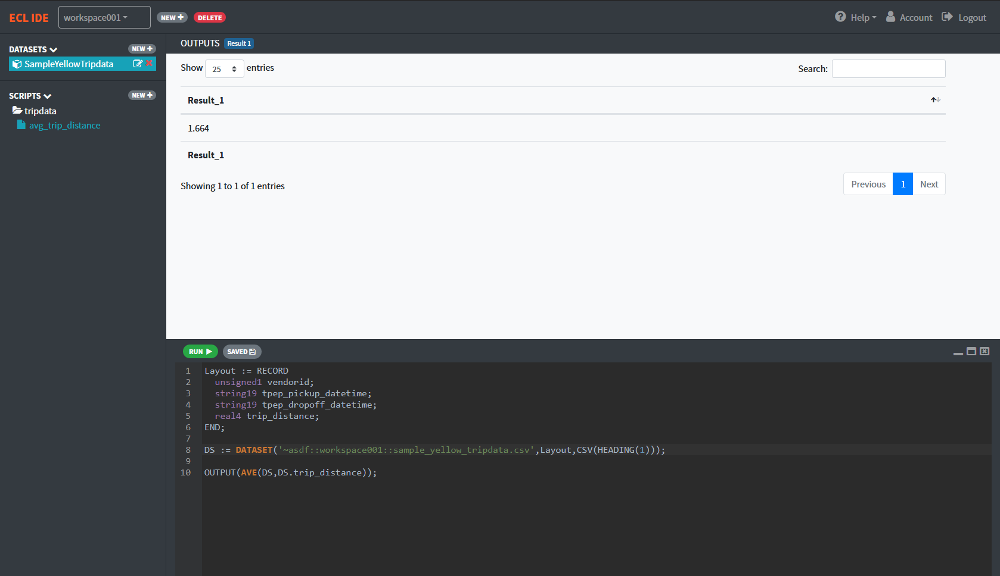 ECL IDE workspace001 NEW DELETE Help Account Logout
DATASETS NEW
SampleYellowTripdata
SCRIPTS NEW
tripdata
avg_trip_distance
OUTPUTS Result 1
Show 25 entries Search:
Result_1
1.664
Result_1
Showing 1 to 1 of 1 entries Previous 1 Next
RUN SAVED
1 Layout := RECORD
2 unsigned1 vendorid;
3 string19 tpep_pickup_datetime;
4 string19 tpep_dropoff_datetime;
5 real4 trip_distance;
6 END;
7
8 DS := DATASET('~asdf::workspace001::sample_yellow_tripdata.csv',Layout,CSV(HEADING(1)));
9
10 OUTPUT(AVE(DS,DS.trip_distance));